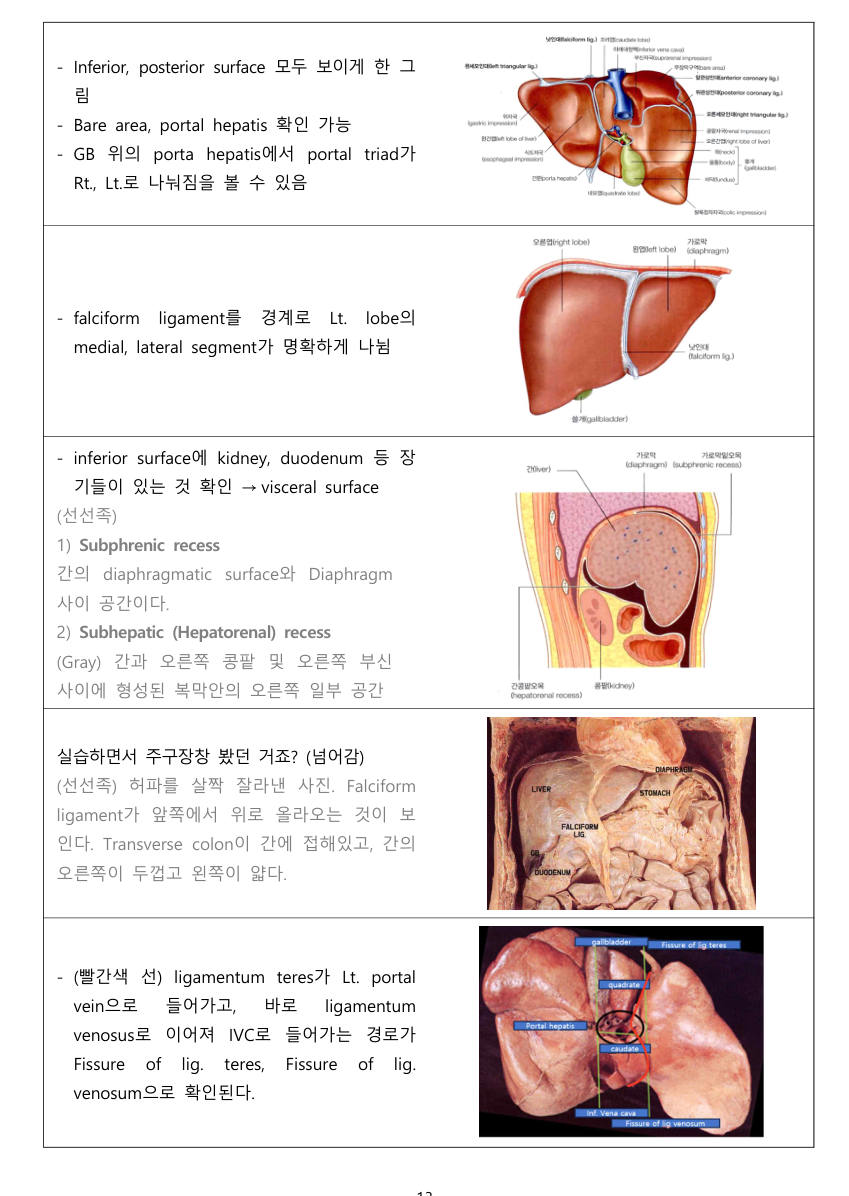 - Inferior, posterior surface 모두 보이게 한 그
림
- Bare area, portal hepatis 확인 가능
- GB 위의 porta hepatis에서 portal triad가
Rt., Lt.로 나눠짐을 볼 수 있음
낫인대(falciform lig.)
꼬리엽(caudate lobe)
아래대정맥(inferior vena cava)
부신자국(suprarenal impression)
무장막구역(bare area)
왼세모인대(left triangular lig.)
앞관상인대(anterior coronary lig.)
뒤관상인대(posterior coronary lig.)
오른세모인대(right triangular lig.)
위자국
(gastric impression)
콩팥자국(renal impression)
왼간엽(left lobe of liver)
오른간엽(right lobe of liver)
식도자국
(esophageal impression)
목(neck)
몸통(body)
쓸개
(gallbladder)
간문(porta hepatis)
바닥(fundus)
네모엽(quadrate lobe)
잘록창자자국(colic impression)
- falciform ligament를 경계로 Lt. lobe의
medial, lateral segment가 명확하게 나뉨
오른엽(right lobe)
왼엽(left lobe)
가로막
(diaphragm)
낫인대
(falciform lig.)
쓸개(gallbladder)
- inferior surface에 kidney, duodenum 등 장
기들이 있는 것 확인 → visceral surface
(선선족)
1) Subphrenic recess
간의 diaphragmatic surface와 Diaphragm
사이 공간이다.
2) Subhepatic (Hepatorenal) recess
(Gray) 간과 오른쪽 콩팥 및 오른쪽 부신
사이에 형성된 복막안의 오른쪽 일부 공간
간(liver)
가로막
(diaphragm)
가로막밑오목
(subphrenic recess)
간콩팥오목
(hepatorenal recess)
콩팥(kidney)
실습하면서 주구장창 봤던 거죠? (넘어감)
(선선족) 허파를 살짝 잘라낸 사진. Falciform
ligament가 앞쪽에서 위로 올라오는 것이 보
인다. Transverse colon이 간에 접해있고, 간의
오른쪽이 두껍고 왼쪽이 얇다.
DIAPHRAGM
LIVER
STOMACH
FALCIFORM
LIG.
GB
DUODENUM
- (빨간색 선) ligamentum teres가 Lt. portal
vein으로 들어가고, 바로 ligamentum
venosus로 이어져 IVC로 들어가는 경로가
Fissure of lig. teres, Fissure of lig.
venosum으로 확인된다.
gallbladder
Fissure of lig teres
quadrate
Portal hepatis
caudate
Inf. Vena cava
Fissure of lig venosum